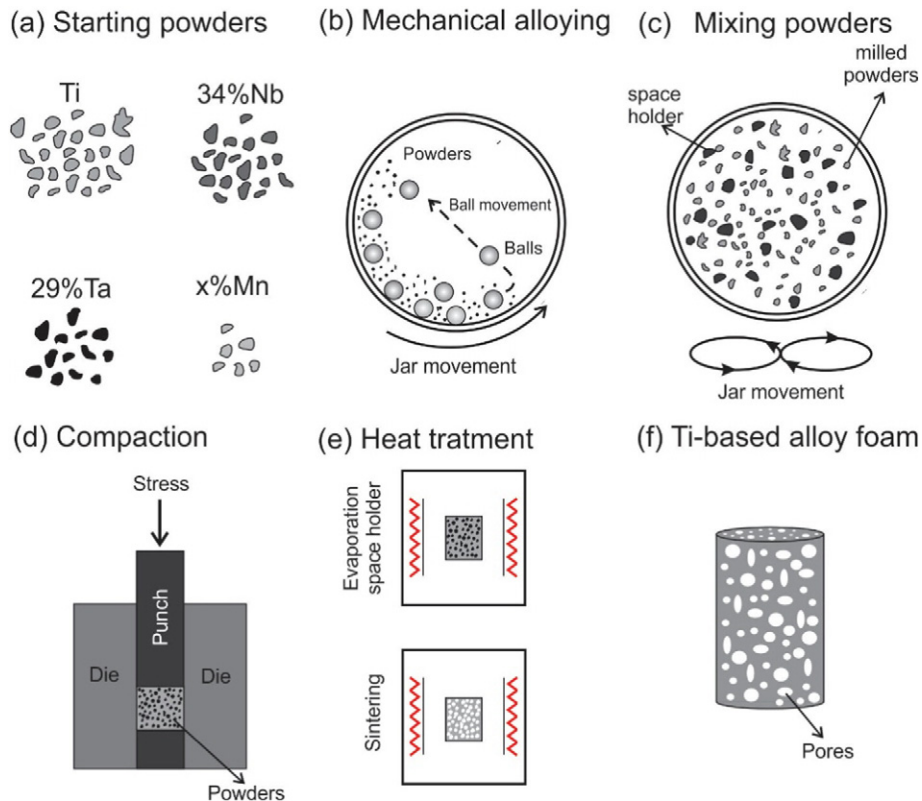 (a) Starting powders
Ti
34%Nb
29%Ta
x%Mn
(b) Mechanical alloying
Powders
Ball movement
Balls
Jar movement
(c) Mixing powders
milled
powders
space
holder
Jar movement
(d) Compaction
Stress
Punch
Die
Die
Powders
(e) Heat tratment
Evaporation
space holder
Sintering
(f) Ti-based alloy foam
Pores